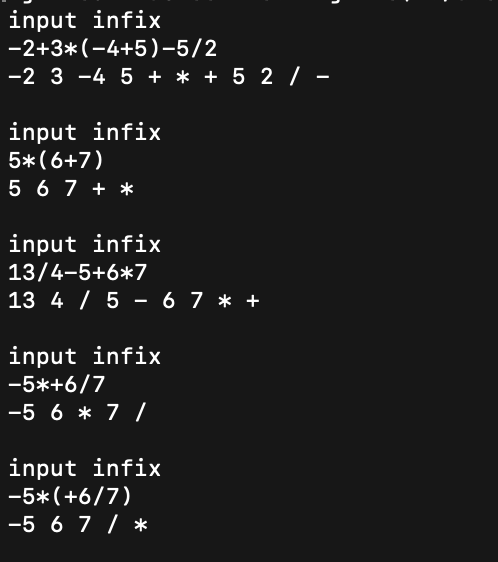 input infix
-2+3*(-4+5)-5/2
-2 3 -4 5 + * + 5 2 / -
input infix
5*(6+7)
5 6 7 + *
input infix
13/4-5+6*7
13 4 / 5 - 6 7 * +
input infix
-5*+6/7
-5 6 * 7 /
input infix
-5*(+6/7)
-5 6 7 / *